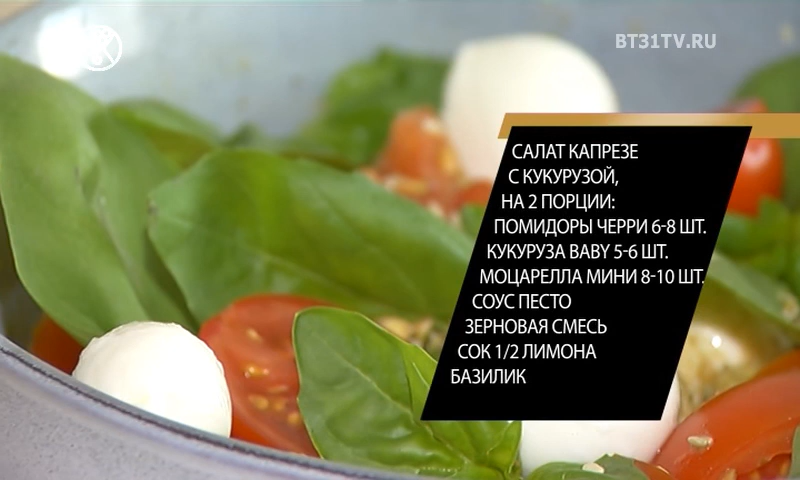 BT31TV.RU
САЛАТ КАПРЕЗЕ
С КУКУРУЗОЙ,
НА 2 ПОРЦИИ:
ПОМИДОРЫ ЧЕРРИ 6-8 ШТ.
КУКУРУЗА BABY 5-6 ШТ.
МОЦАРЕЛЛА МИНИ 8-10 ШТ.
СОУС ПЕСТО
ЗЕРНОВАЯ СМЕСЬ
СОК 1/2 ЛИМОНА
БАЗИЛИК